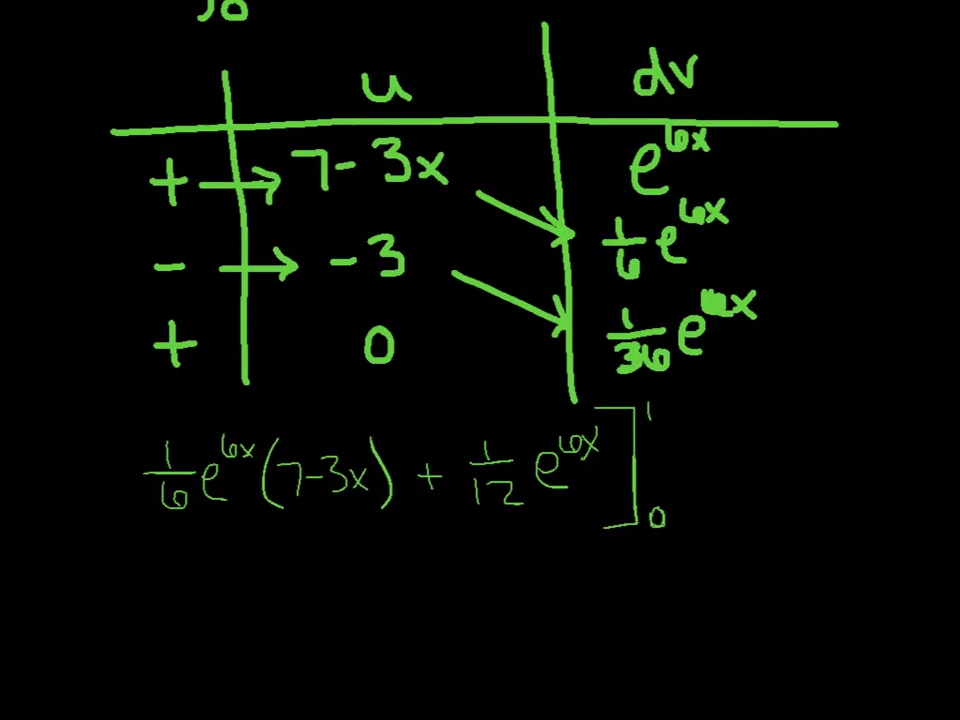 ∫0
u dv
+ → 7-3x e^6x
- → -3 1/6 e^6x
+ 0 1/36 e^6x
1/6 e^6x (7-3x) + 1/12 e^6x ]_0^1